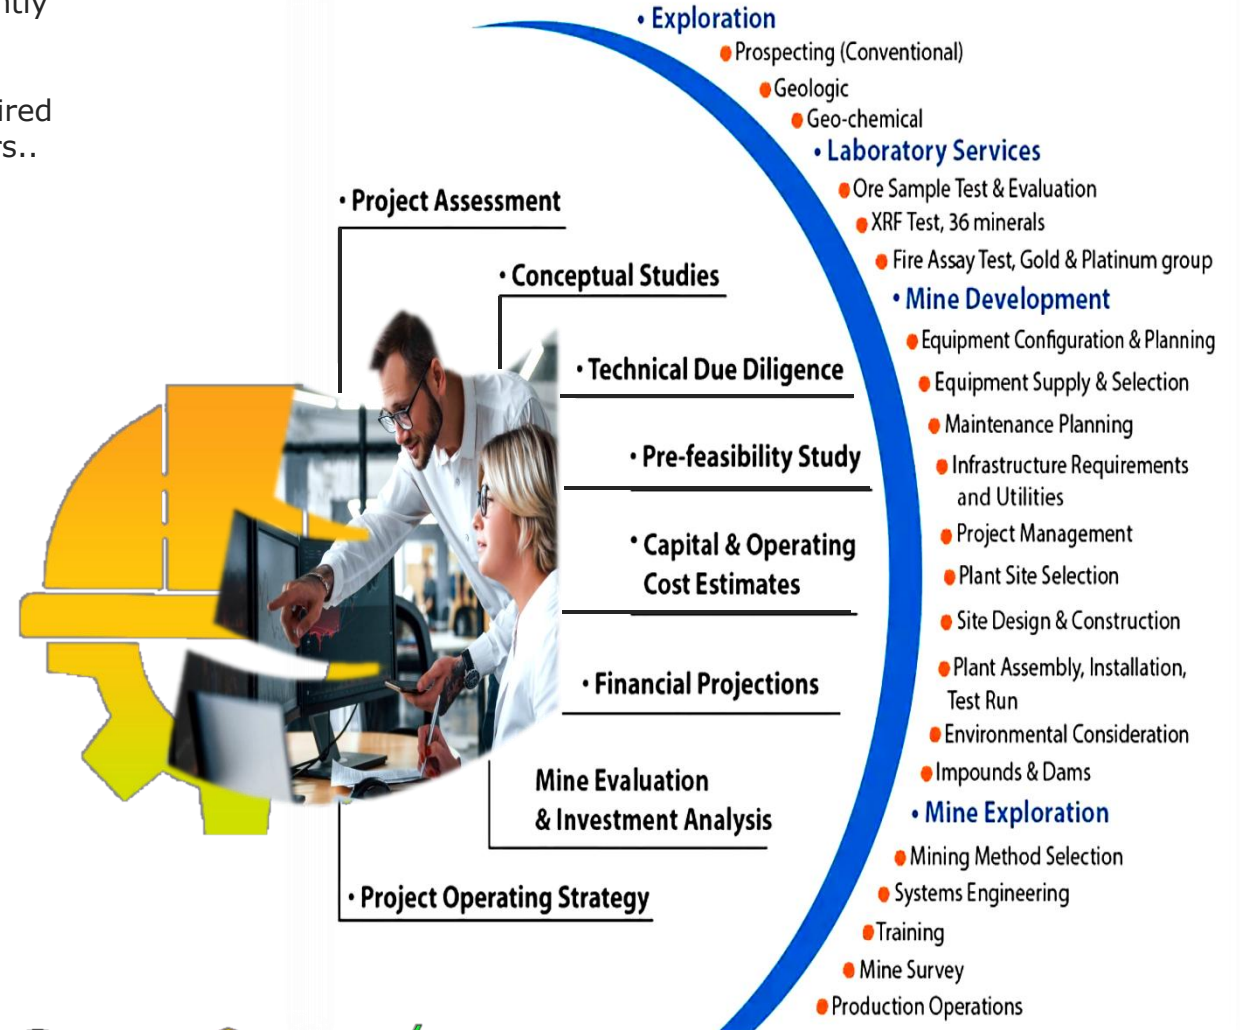 • Exploration
Prospecting (Conventional)
Geologic
Geo-chemical
• Laboratory Services
Ore Sample Test & Evaluation
XRF Test, 36 minerals
Fire Assay Test, Gold & Platinum group
• Mine Development
Equipment Configuration & Planning
Equipment Supply & Selection
Maintenance Planning
Infrastructure Requirements
and Utilities
Project Management
Plant Site Selection
Site Design & Construction
Plant Assembly, Installation,
Test Run
Environmental Consideration
Impounds & Dams
• Mine Exploration
Mining Method Selection
Systems Engineering
Training
Mine Survey
Production Operations
• Project Assessment
• Conceptual Studies
• Technical Due Diligence
• Pre-feasibility Study
• Capital & Operating
Cost Estimates
• Financial Projections
Mine Evaluation
& Investment Analysis
• Project Operating Strategy